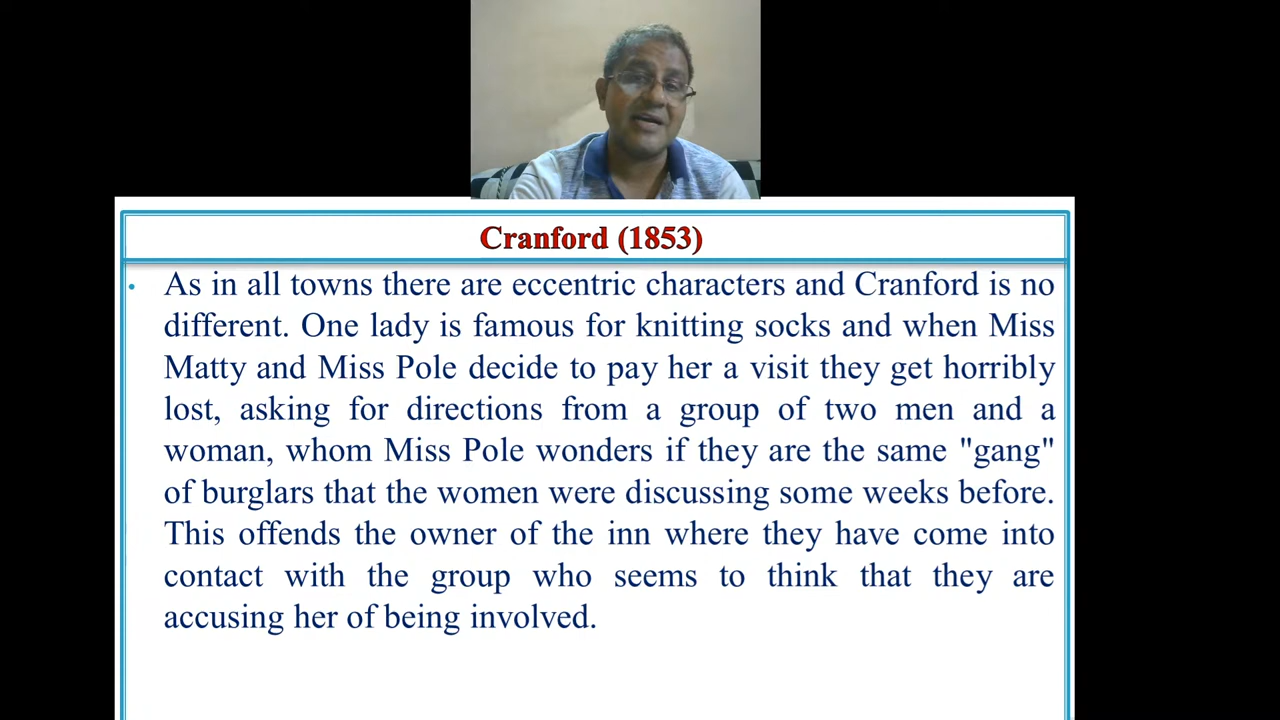 Cranford (1853)
• As in all towns there are eccentric characters and Cranford is no
different. One lady is famous for knitting socks and when Miss
Matty and Miss Pole decide to pay her a visit they get horribly
lost, asking for directions from a group of two men and a
woman, whom Miss Pole wonders if they are the same "gang"
of burglars that the women were discussing some weeks before.
This offends the owner of the inn where they have come into
contact with the group who seems to think that they are
accusing her of being involved.